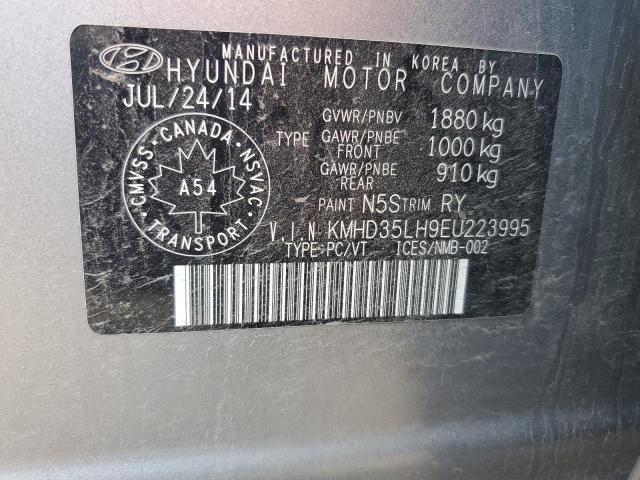 MANUFACTURED IN KOREA BY
HYUNDAI MOTOR COMPANY
JUL/24/14
GVWR/PNBV 1880 kg
TYPE GAWR/PNBE FRONT 1000 kg
GAWR/PNBE REAR 910 kg
PAINT N5S TRIM RY
V.I.N KMHD35LH9EU223995
TYPE:PC/VT ICES/NMB-002
CMVSS · CANADA · NSVAC
A54
TRANSPORT